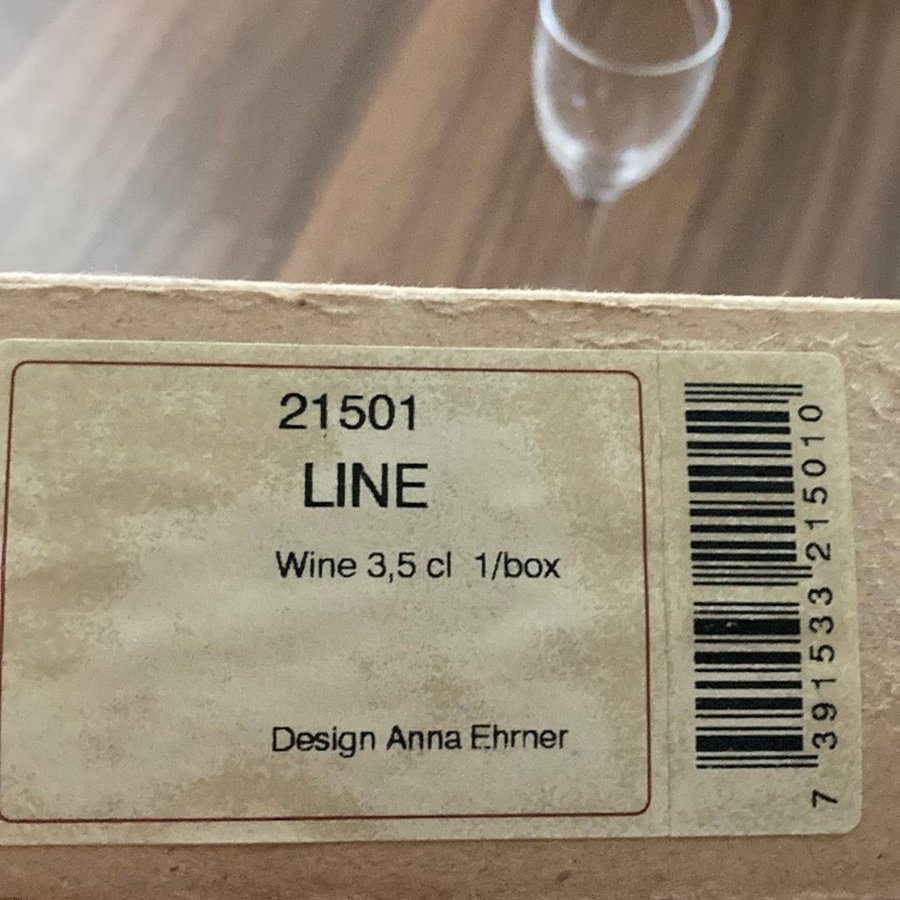 21501
LINE
Wine 3,5 cl 1/box
Design Anna Ehrner
7 391533 215010